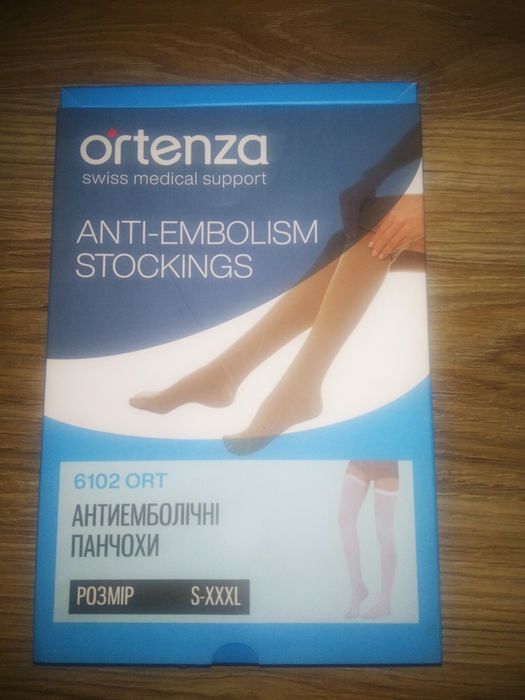 ortenza
swiss medical support
ANTI-EMBOLISM
STOCKINGS
6102 ORT
АНТИЕМБОЛІЧНІ
ПАНЧОХИ
РОЗМІР S-XXXL